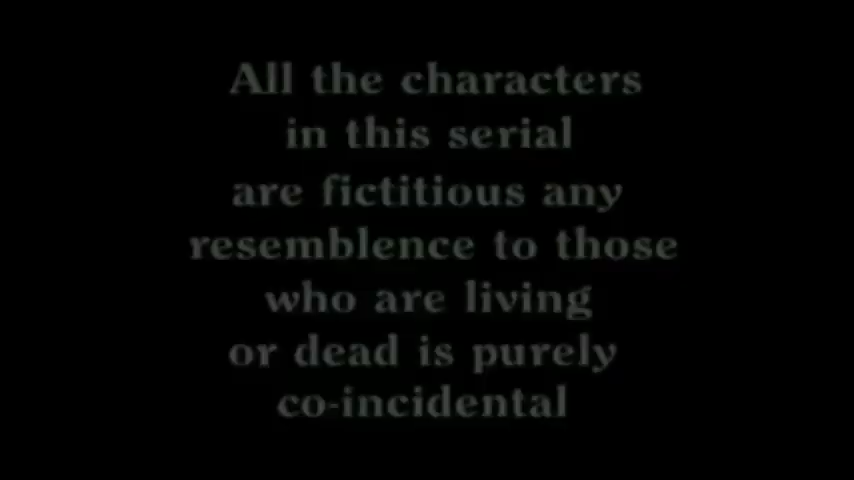 All the characters
in this serial
are fictitious any
resemblence to those
who are living
or dead is purely
co-incidental